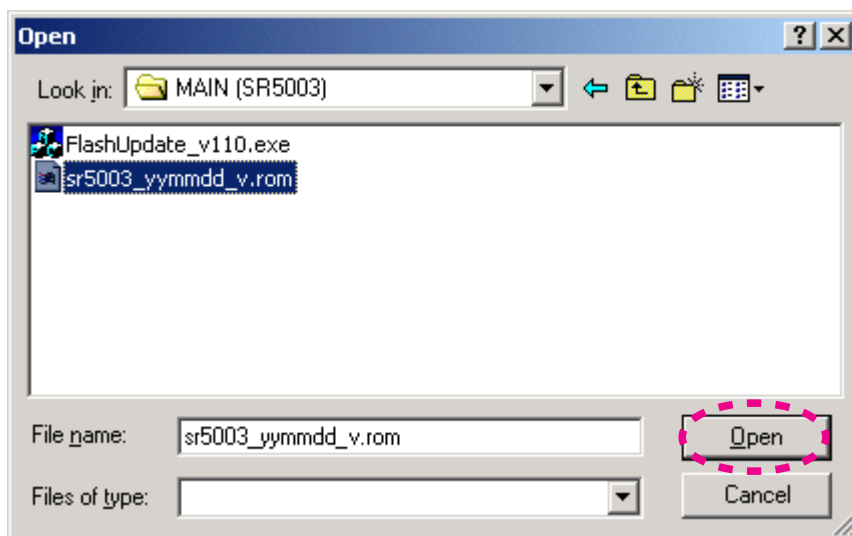 Open
Look in: MAIN (SR5003)
FlashUpdate_v110.exe
sr5003_yymmdd_v.rom
File name: sr5003_yymmdd_v.rom Open
Files of type: Cancel